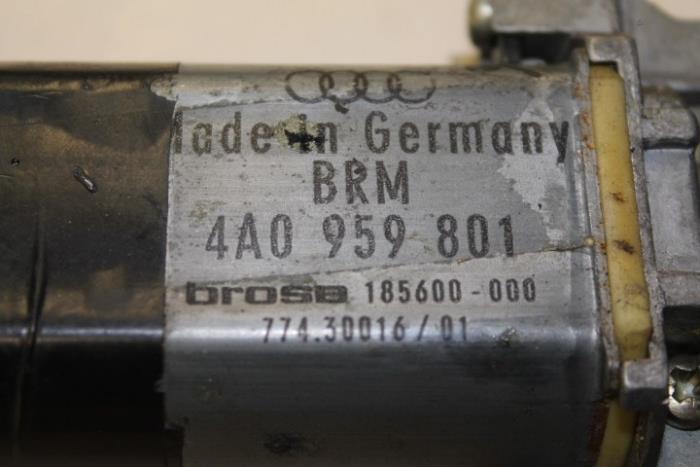 Made in Germany
BRM
4A0 959 801
brose 185600-000
774.30016/01